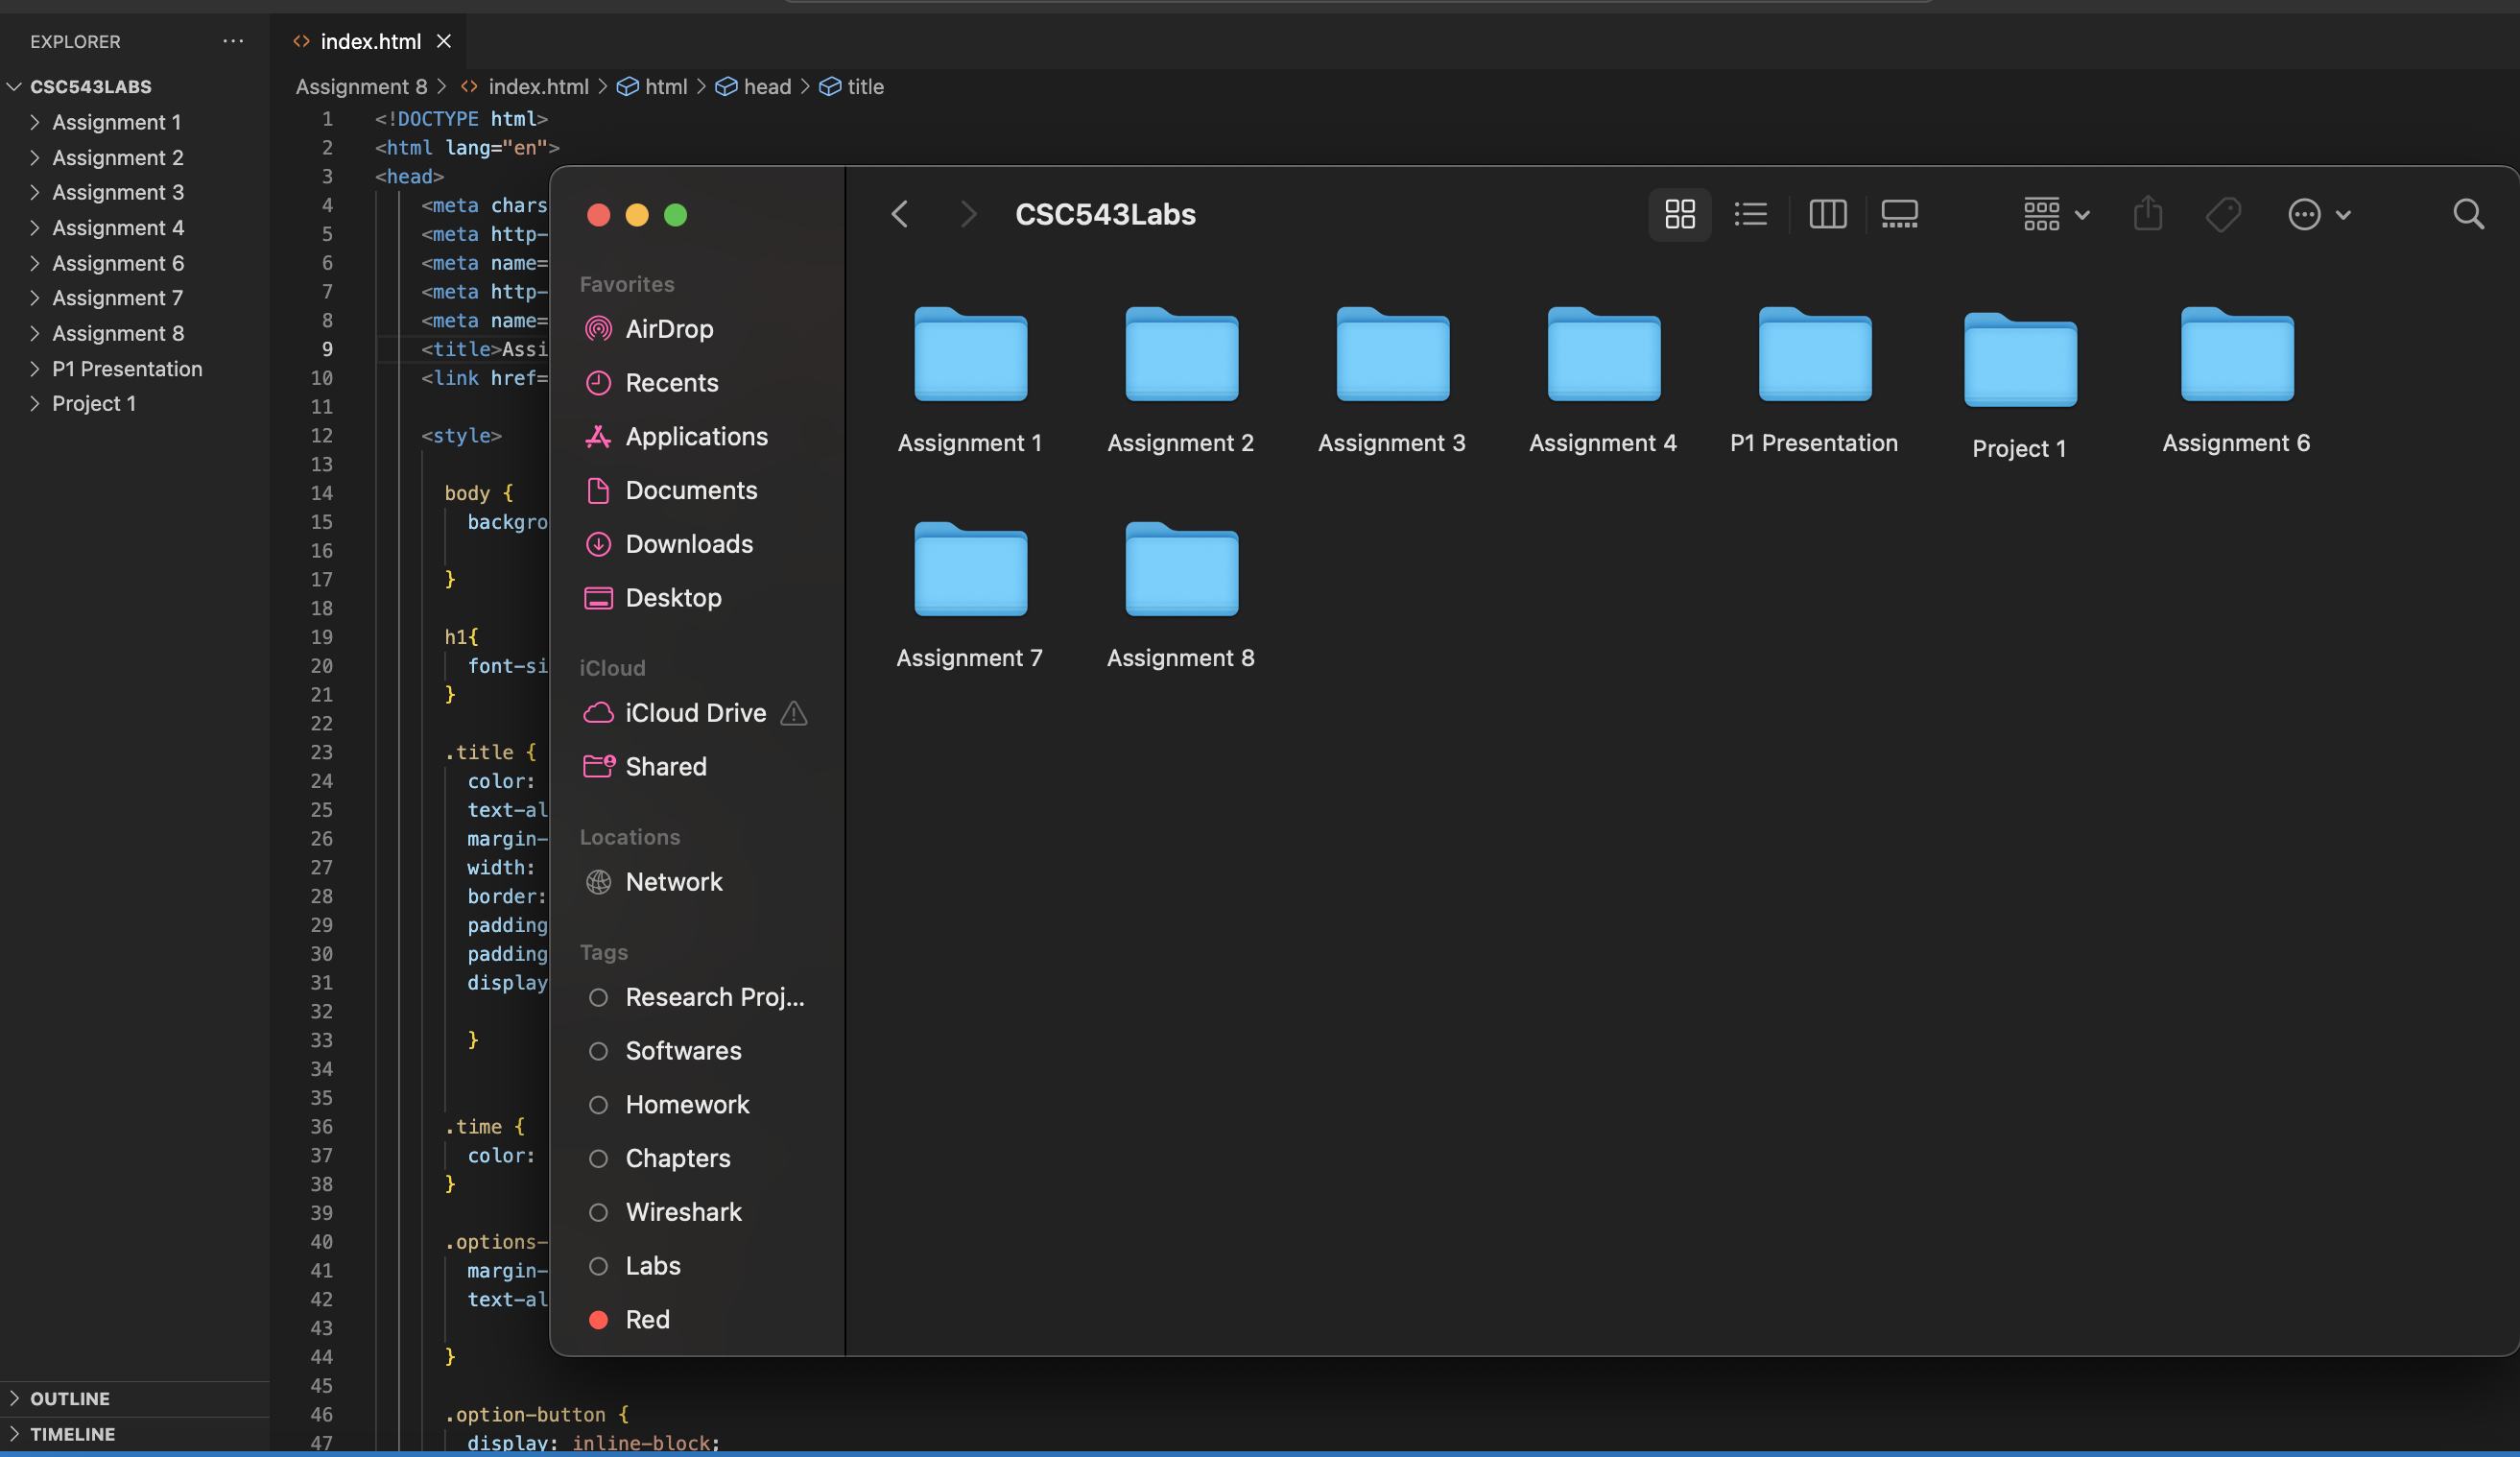 EXPLORER
CSC543LABS
Assignment 1
Assignment 2
Assignment 3
Assignment 4
Assignment 6
Assignment 7
Assignment 8
P1 Presentation
Project 1
OUTLINE
TIMELINE
index.html
Assignment 8 > index.html > html > head > title
1 <!DOCTYPE html>
2 <html lang="en">
3 <head>
4 <meta chars
5 <meta http-
6 <meta name=
7 <meta http-
8 <meta name=
9 <title>Assi
10 <link href=
11
12 <style>
13
14 body {
15 backgro
16
17 }
18
19 h1{
20 font-si
21 }
22
23 .title {
24 color:
25 text-al
26 margin-
27 width:
28 border:
29 padding
30 padding
31 display
32
33 }
34
35
36 .time {
37 color:
38 }
39
40 .options-
41 margin-
42 text-al
43
44 }
45
46 .option-button {
47 display: inline-block;
Favorites
AirDrop
Recents
Applications
Documents
Downloads
Desktop
iCloud
iCloud Drive
Shared
Locations
Network
Tags
Research Proj...
Softwares
Homework
Chapters
Wireshark
Labs
Red
CSC543Labs
Assignment 1
Assignment 2
Assignment 3
Assignment 4
P1 Presentation
Project 1
Assignment 6
Assignment 7
Assignment 8